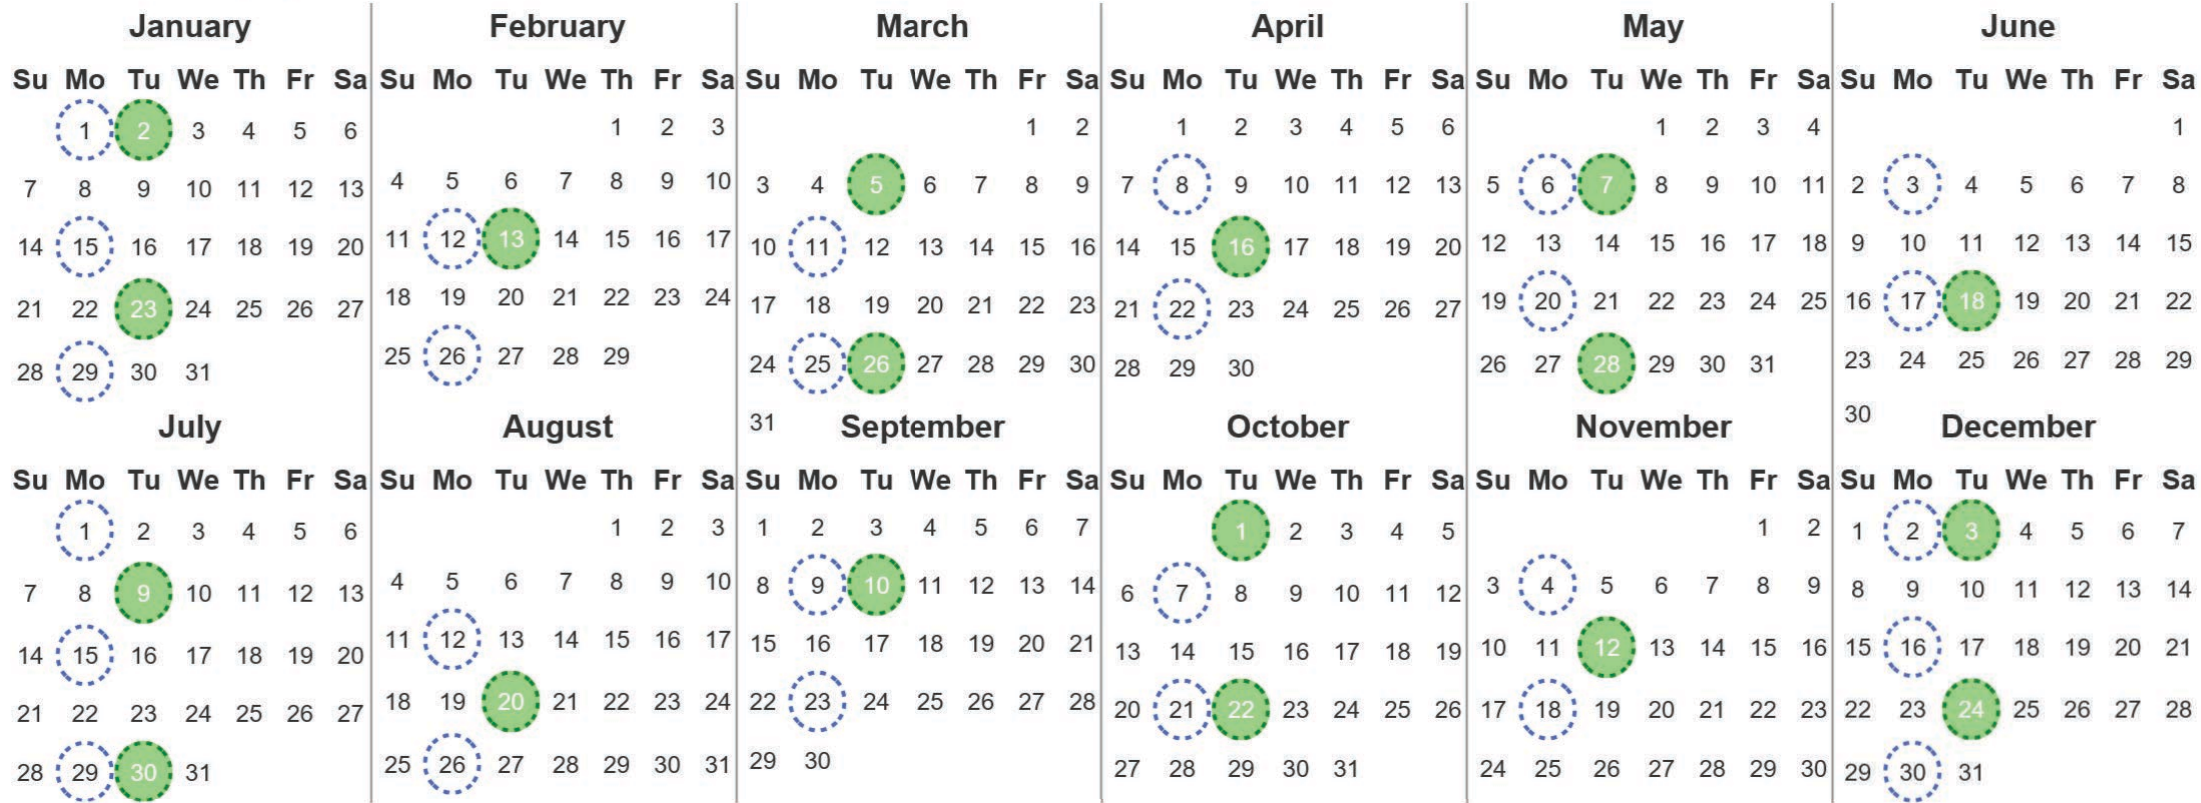 January February March April May June
Su Mo Tu We Th Fr Sa Su Mo Tu We Th Fr Sa Su Mo Tu We Th Fr Sa Su Mo Tu We Th Fr Sa Su Mo Tu We Th Fr Sa Su Mo Tu We Th Fr Sa
1 2 3 4 5 6 1 2 3 1 2 1 2 3 4 5 6 1 2 3 4 1
7 8 9 10 11 12 13 4 5 6 7 8 9 10 3 4 5 6 7 8 9 7 8 9 10 11 12 13 5 6 7 8 9 10 11 2 3 4 5 6 7 8
14 15 16 17 18 19 20 11 12 13 14 15 16 17 10 11 12 13 14 15 16 14 15 16 17 18 19 20 12 13 14 15 16 17 18 9 10 11 12 13 14 15
21 22 23 24 25 26 27 18 19 20 21 22 23 24 17 18 19 20 21 22 23 21 22 23 24 25 26 27 19 20 21 22 23 24 25 16 17 18 19 20 21 22
28 29 30 31 25 26 27 28 29 24 25 26 27 28 29 30 28 29 30 26 27 28 29 30 31 23 24 25 26 27 28 29
31 30
July August September October November December
Su Mo Tu We Th Fr Sa Su Mo Tu We Th Fr Sa Su Mo Tu We Th Fr Sa Su Mo Tu We Th Fr Sa Su Mo Tu We Th Fr Sa Su Mo Tu We Th Fr Sa
1 2 3 4 5 6 1 2 3 1 2 3 4 5 6 7 1 2 3 4 5 1 2 1 2 3 4 5 6 7
7 8 9 10 11 12 13 4 5 6 7 8 9 10 8 9 10 11 12 13 14 6 7 8 9 10 11 12 3 4 5 6 7 8 9 8 9 10 11 12 13 14
14 15 16 17 18 19 20 11 12 13 14 15 16 17 15 16 17 18 19 20 21 13 14 15 16 17 18 19 10 11 12 13 14 15 16 15 16 17 18 19 20 21
21 22 23 24 25 26 27 18 19 20 21 22 23 24 22 23 24 25 26 27 28 20 21 22 23 24 25 26 17 18 19 20 21 22 23 22 23 24 25 26 27 28
28 29 30 31 25 26 27 28 29 30 31 29 30 27 28 29 30 31 24 25 26 27 28 29 30 29 30 31